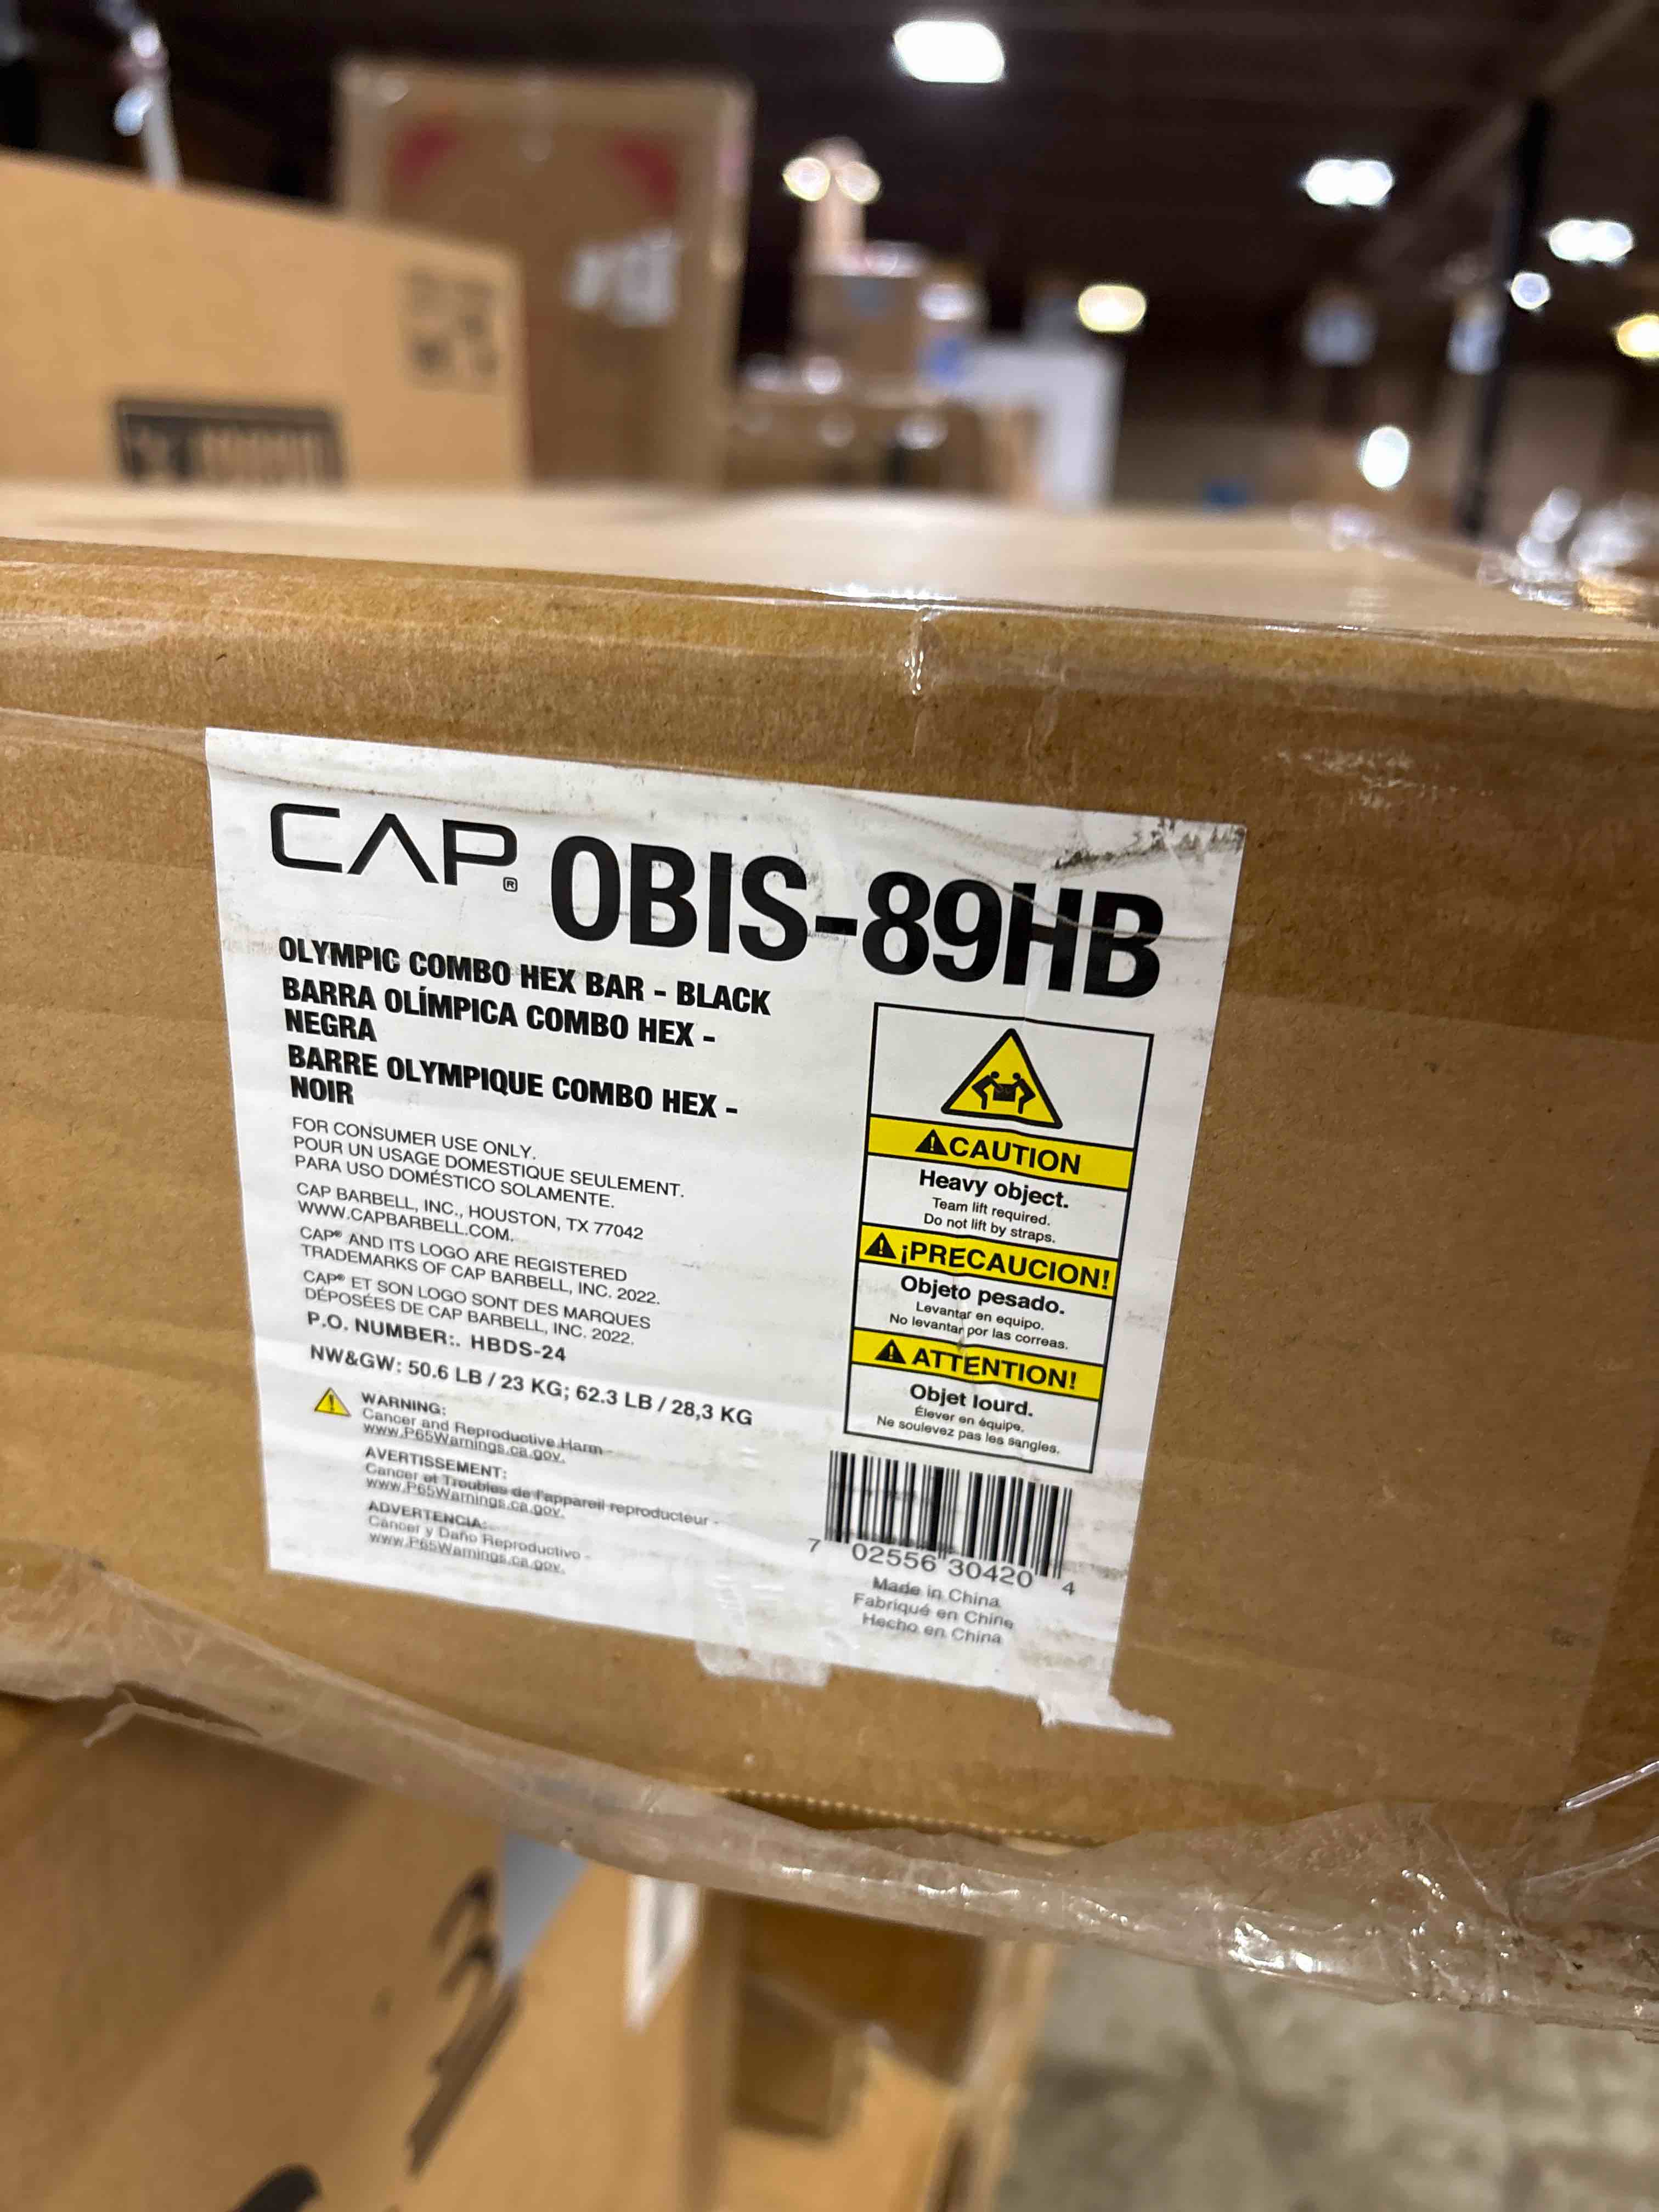 CAP® OBIS-89HB
OLYMPIC COMBO HEX BAR - BLACK
BARRA OLÍMPICA COMBO HEX -
NEGRA
BARRE OLYMPIQUE COMBO HEX -
NOIR
FOR CONSUMER USE ONLY.
POUR UN USAGE DOMESTIQUE SEULEMENT.
PARA USO DOMÉSTICO SOLAMENTE.
CAP BARBELL, INC., HOUSTON, TX 77042
WWW.CAPBARBELL.COM.
CAP® AND ITS LOGO ARE REGISTERED
TRADEMARKS OF CAP BARBELL, INC. 2022.
CAP® ET SON LOGO SONT DES MARQUES
DÉPOSÉES DE CAP BARBELL, INC. 2022.
P.O. NUMBER:. HBDS-24
NW&GW: 50.6 LB / 23 KG; 62.3 LB / 28,3 KG
WARNING:
Cancer and Reproductive Harm -
www.P65Warnings.ca.gov.
AVERTISSEMENT:
Cancer et Troubles de l'appareil reproducteur -
www.P65Warnings.ca.gov.
ADVERTENCIA:
Cáncer y Daño Reproductivo -
www.P65Warnings.ca.gov.
CAUTION
Heavy object.
Team lift required.
Do not lift by straps.
¡PRECAUCION!
Objeto pesado.
Levantar en equipo.
No levantar por las correas.
ATTENTION!
Objet lourd.
Élever en équipe.
Ne soulevez pas les sangles.
7 02556 30420 4
Made in China
Fabriqué en Chine
Hecho en China